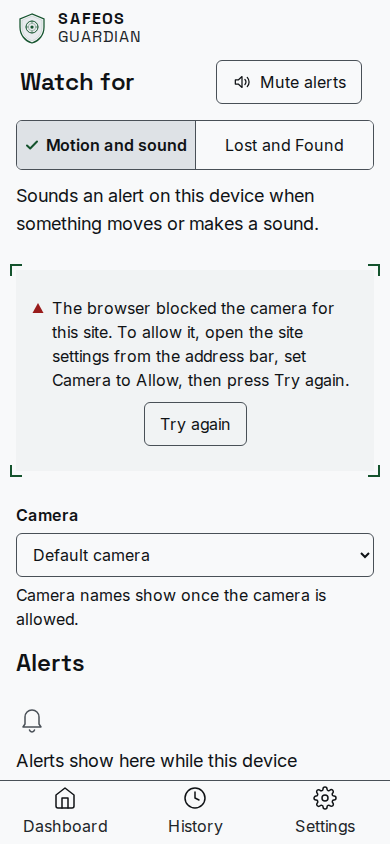 SAFEOS
GUARDIAN
Watch for
Mute alerts
Motion and sound
Lost and Found
Sounds an alert on this device when
something moves or makes a sound.
The browser blocked the camera for
this site. To allow it, open the site
settings from the address bar, set
Camera to Allow, then press Try again.
Try again
Camera
Default camera
Camera names show once the camera is
allowed.
Alerts
Alerts show here while this device
Dashboard
History
Settings